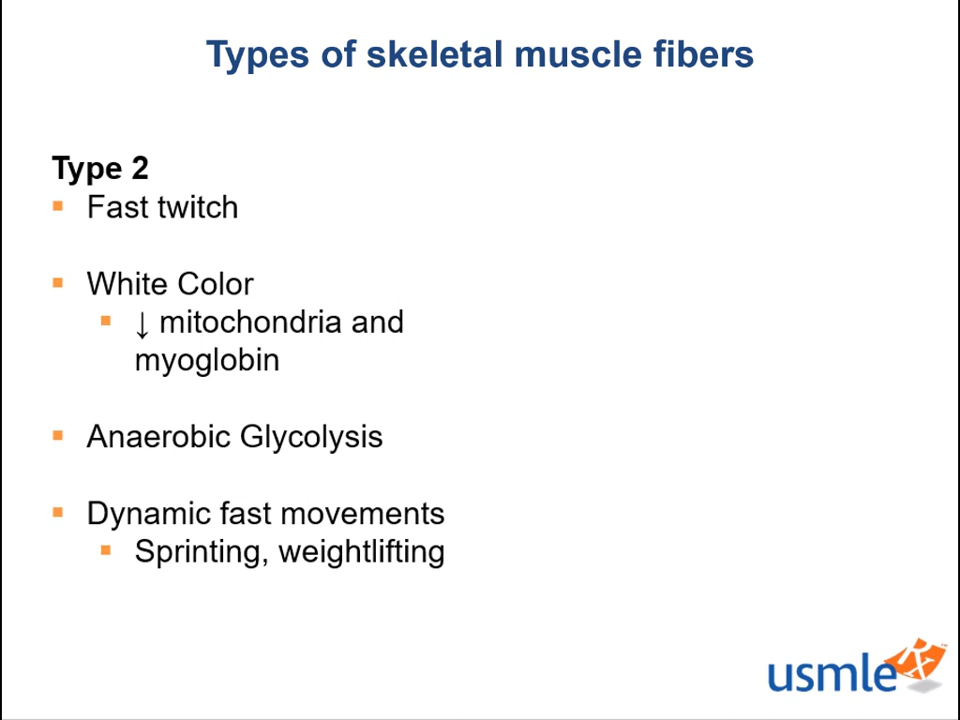 Types of skeletal muscle fibers
Type 2
▪ Fast twitch
▪ White Color
▪ ↓ mitochondria and
myoglobin
▪ Anaerobic Glycolysis
▪ Dynamic fast movements
▪ Sprinting, weightlifting
usmle Rx